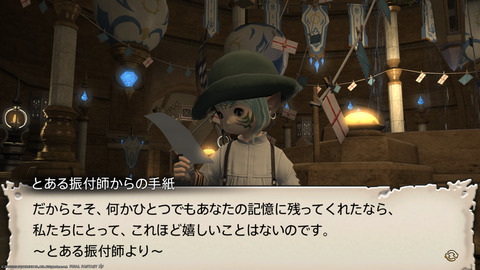 とある振付師からの手紙
だからこそ、何かひとつでもあなたの記憶に残ってくれたなら、
私たちにとって、これほど嬉しいことはないのです。
～とある振付師より～
FINAL FANTASY XIV